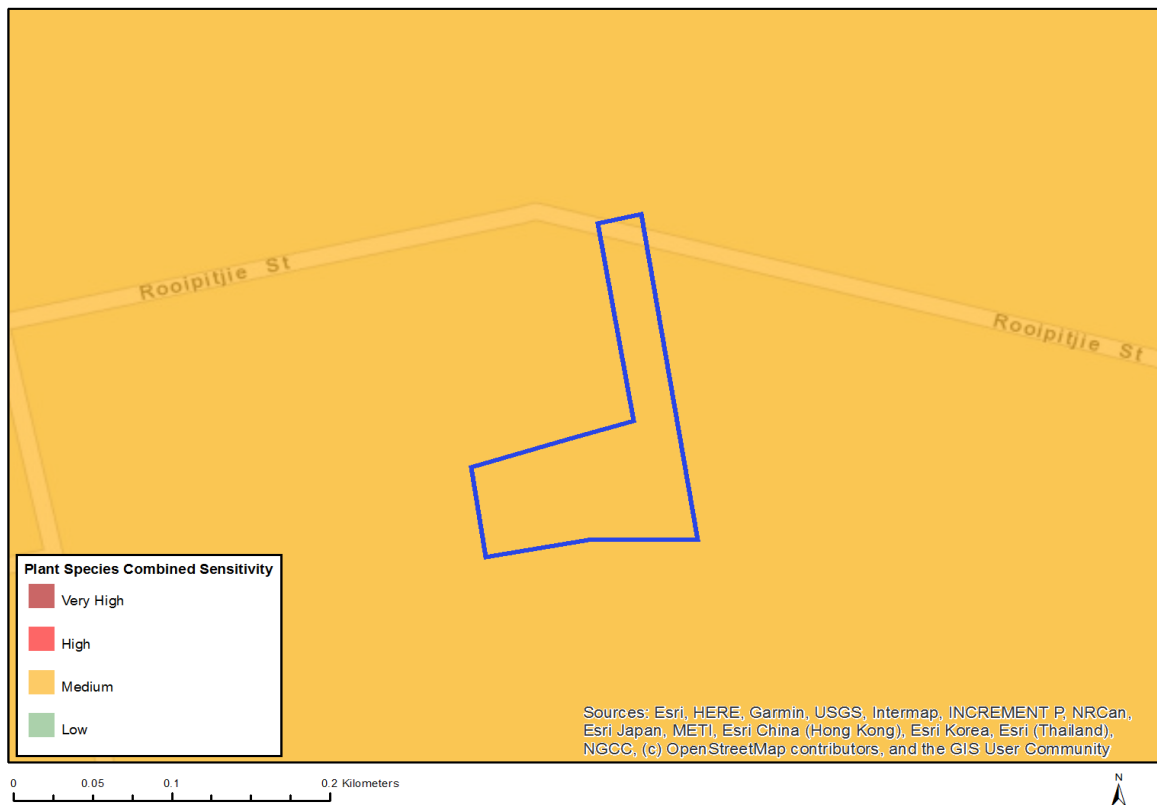 Rooipitjie St
Rooipitjie St
Plant Species Combined Sensitivity
Very High
High
Medium
Low
Sources: Esri, HERE, Garmin, USGS, Intermap, INCREMENT P, NRCan,
Esri Japan, METI, Esri China (Hong Kong), Esri Korea, Esri (Thailand),
NGCC, (c) OpenStreetMap contributors, and the GIS User Community
0 0.05 0.1 0.2 Kilometers
N